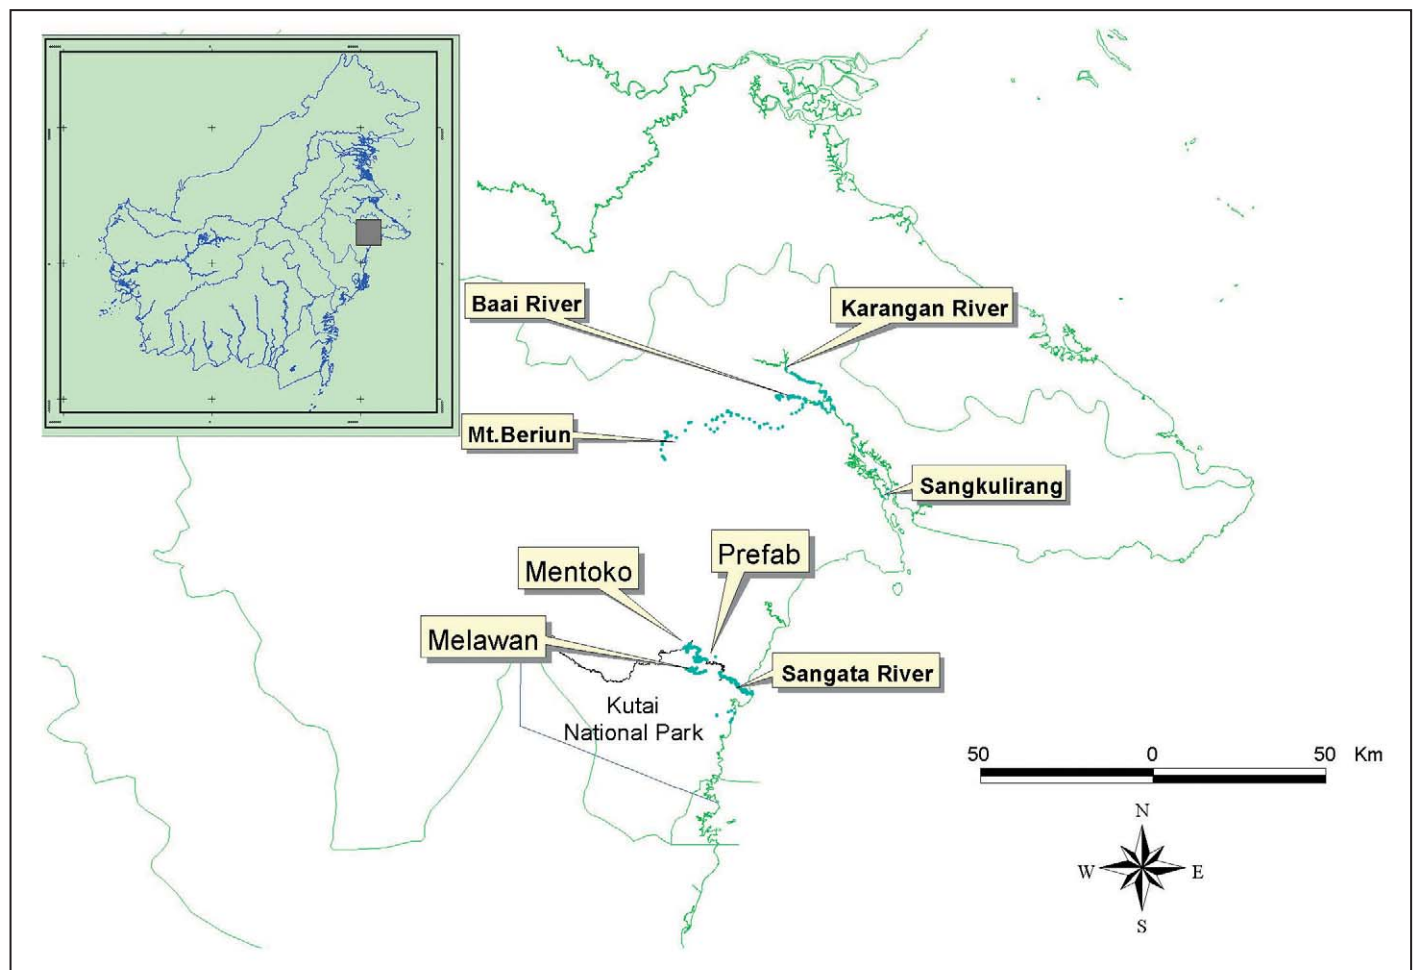 Baai River
Karangan River
Mt.Beriun
Sangkulirang
Mentoko
Prefab
Melawan
Sangata River
Kutai
National Park
50 0 50 Km
N
W E
S